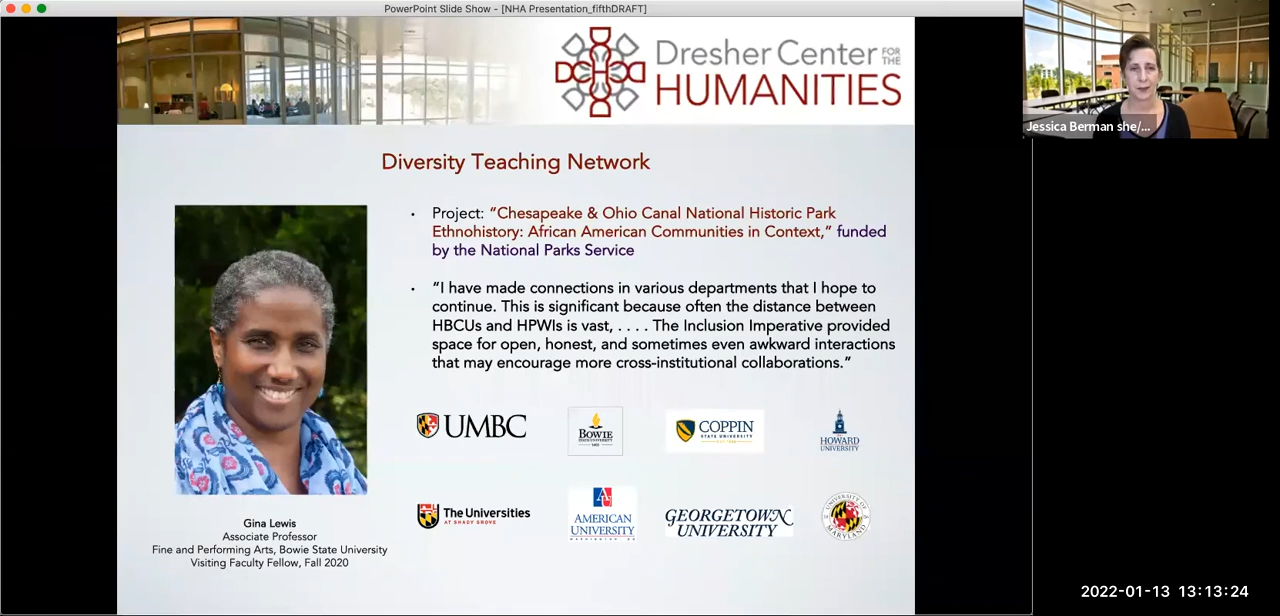 PowerPoint Slide Show - [NHA Presentation_fifthDRAFT]
DCH
Dresher Center FOR THE
HUMANITIES
Jessica Berman she/...
Diversity Teaching Network
• Project: “Chesapeake & Ohio Canal National Historic Park
Ethnohistory: African American Communities in Context,” funded
by the National Parks Service
• “I have made connections in various departments that I hope to
continue. This is significant because often the distance between
HBCUs and HPWIs is vast, . . . . The Inclusion Imperative provided
space for open, honest, and sometimes even awkward interactions
that may encourage more cross-institutional collaborations.”
UMBC
BOWIE
STATE UNIVERSITY
COPPIN
STATE UNIVERSITY
HOWARD
UNIVERSITY
The Universities
AT SHADY GROVE
AU
AMERICAN
UNIVERSITY
WASHINGTON, DC
GEORGETOWN
UNIVERSITY
UNIVERSITY OF
MARYLAND
Gina Lewis
Associate Professor
Fine and Performing Arts, Bowie State University
Visiting Faculty Fellow, Fall 2020
2022-01-13 13:13:24